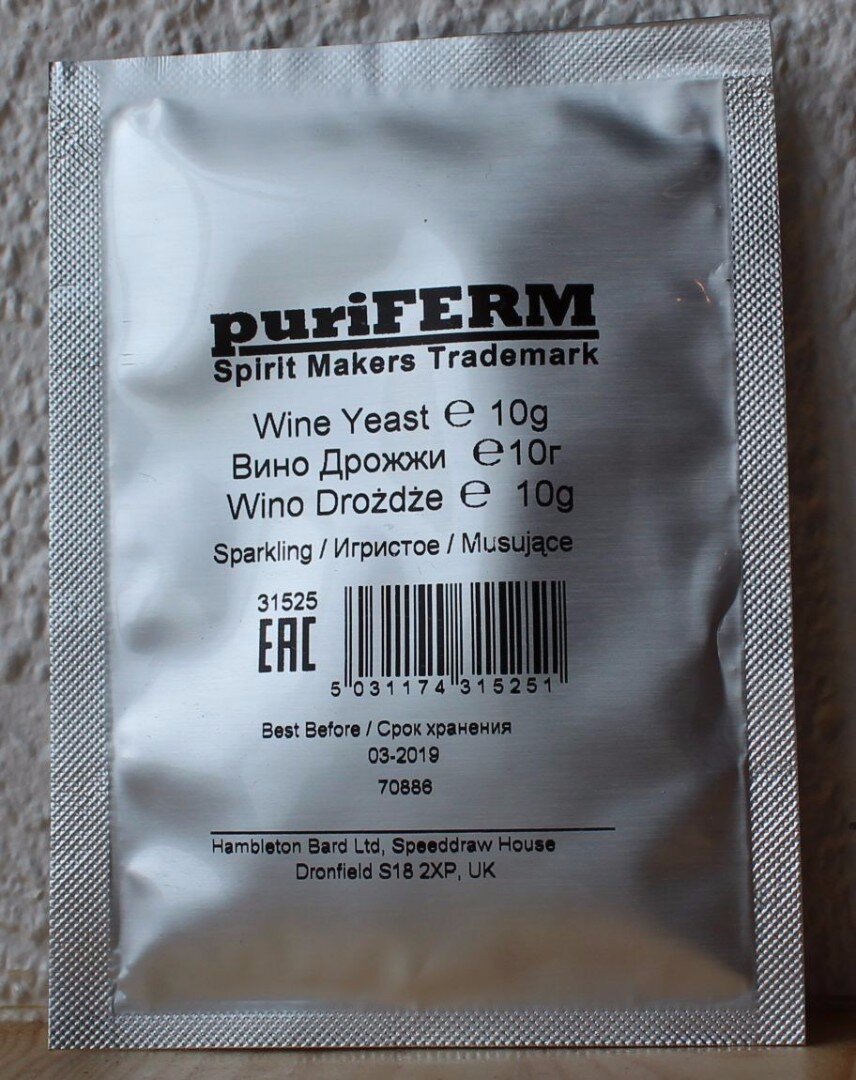 puriFERM
Spirit Makers Trademark
Wine Yeast ℮ 10g
Вино Дрожжи ℮10г
Wino Drożdże ℮ 10g
Sparkling / Игристое / Musujące
31525
EAC
5 031174 315251
Best Before / Срок хранения
03-2019
70886
Hambleton Bard Ltd, Speeddraw House
Dronfield S18 2XP, UK